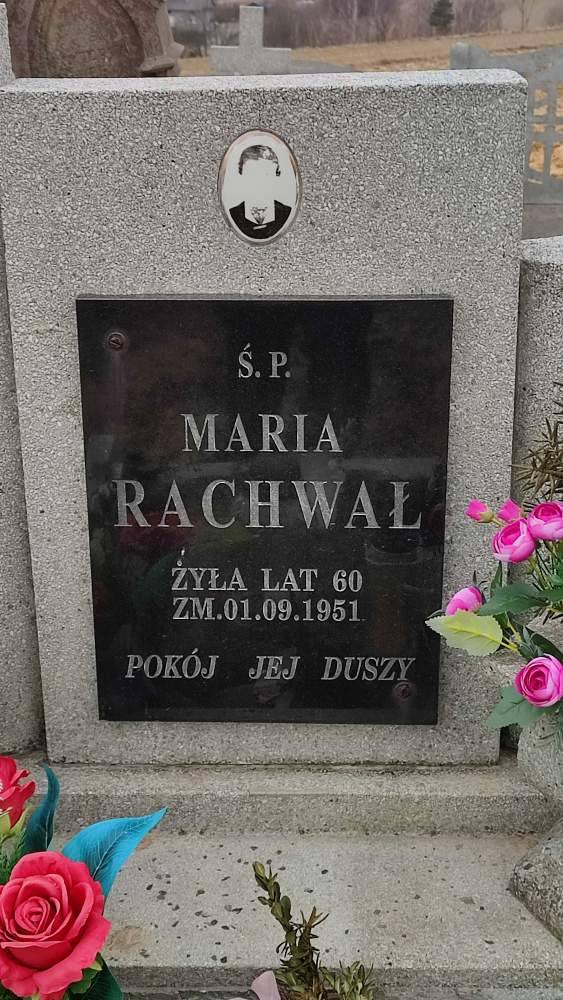 Ś. P.
MARIA
RACHWAŁ
ŻYŁA LAT 60
ZM.01.09.1951
POKÓJ JEJ DUSZY